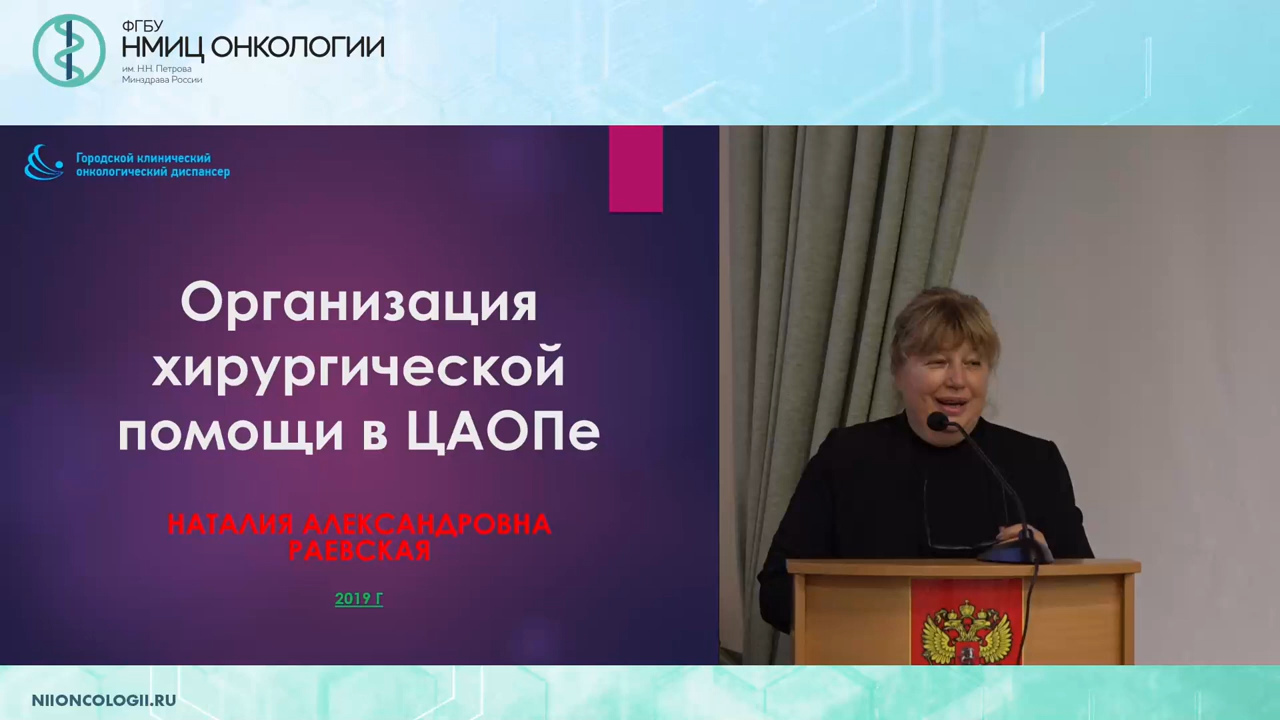 ФГБУ
НМИЦ ОНКОЛОГИИ
им. Н.Н. Петрова
Минздрава России
Городской клинический
онкологический диспансер
Организация
хирургической
помощи в ЦАОПе
НАТАЛИЯ АЛЕКСАНДРОВНА
РАЕВСКАЯ
2019 Г
NIIONCOLOGII.RU